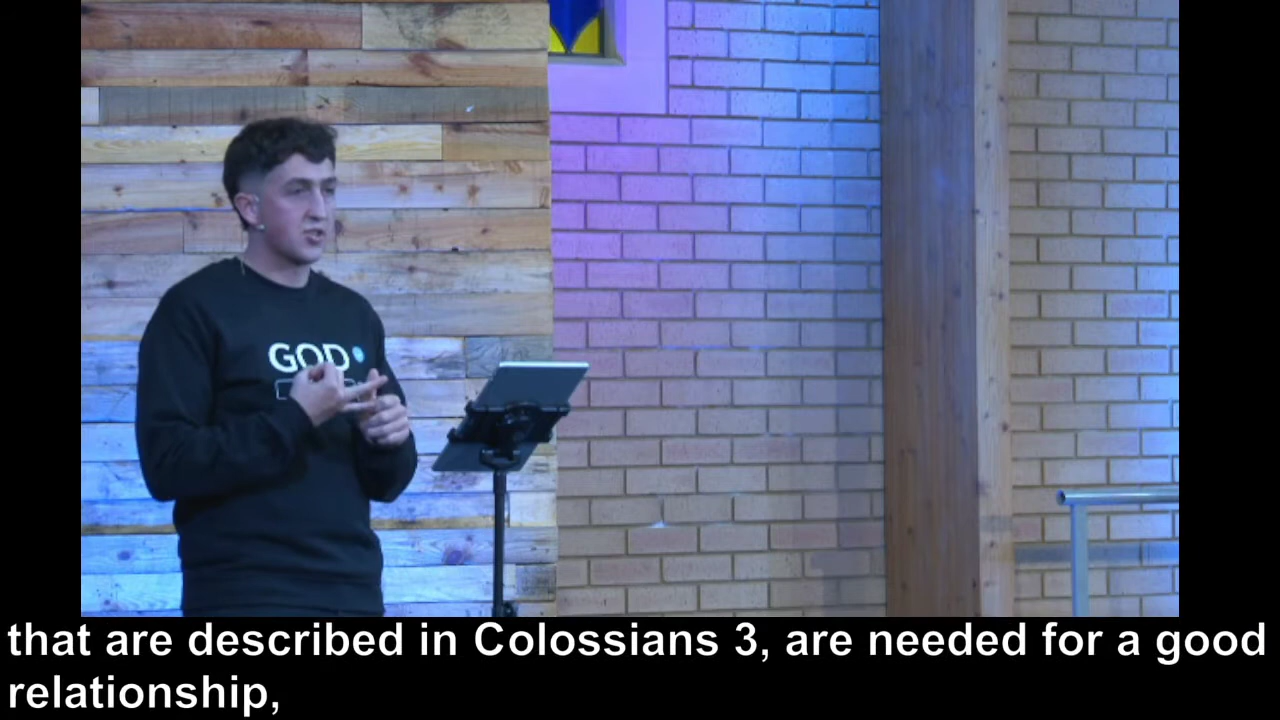 GOD
that are described in Colossians 3, are needed for a good
relationship,